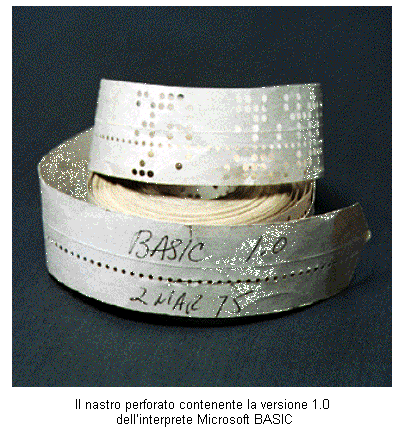 BASIC 1.0
2 MAR 75
Il nastro perforato contenente la versione 1.0
dell'interprete Microsoft BASIC